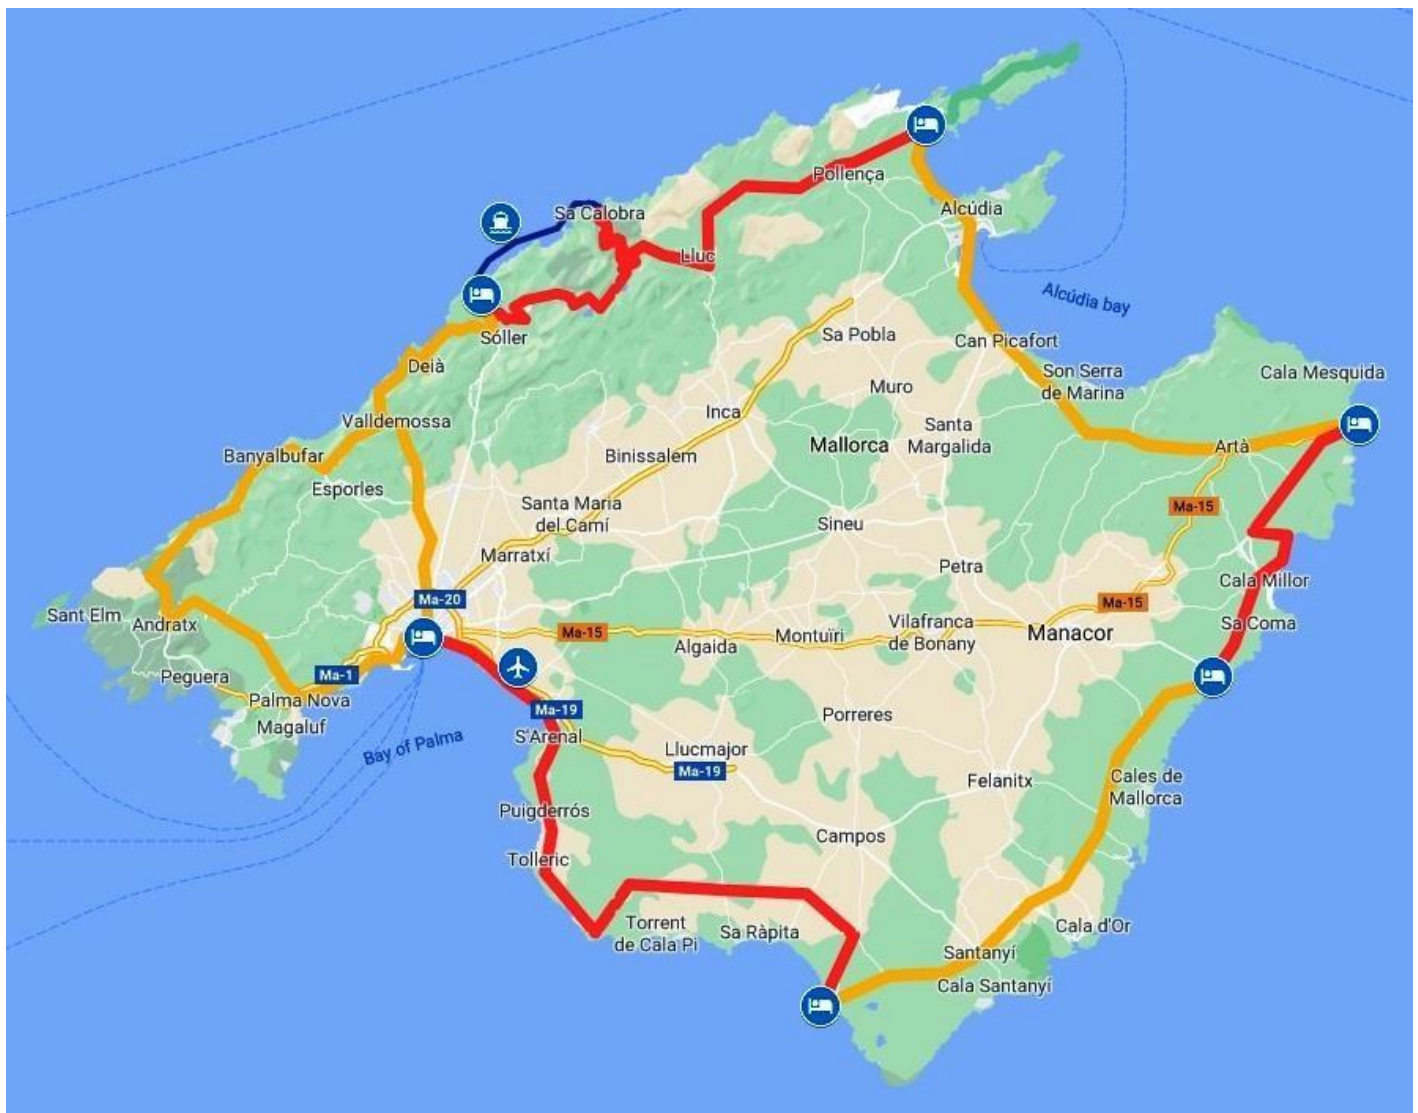 Sa Calobra
Pollença
Alcúdia
Lluc
Alcúdia bay
Sóller
Sa Pobla
Can Picafort
Deià
Son Serra
de Marina
Cala Mesquida
Muro
Inca
Valldemossa
Santa
Margalida
Mallorca
Artà
Banyalbufar
Binissalem
Esporles
Santa Maria
del Camí
Ma-15
Sineu
Marratxí
Petra
Cala Millor
Ma-20
Ma-15
Sant Elm
Andratx
Vilafranca
de Bonany
Sa Coma
Ma-15
Montuïri
Manacor
Algaida
Peguera
Ma-1
Palma Nova
Magaluf
Ma-19
Porreres
S'Arenal
Bay of Palma
Llucmajor
Ma-19
Felanitx
Cales de
Mallorca
Puigderrós
Campos
Tolleric
Torrent
de Cala Pi
Sa Ràpita
Cala d'Or
Santanyí
Cala Santanyí